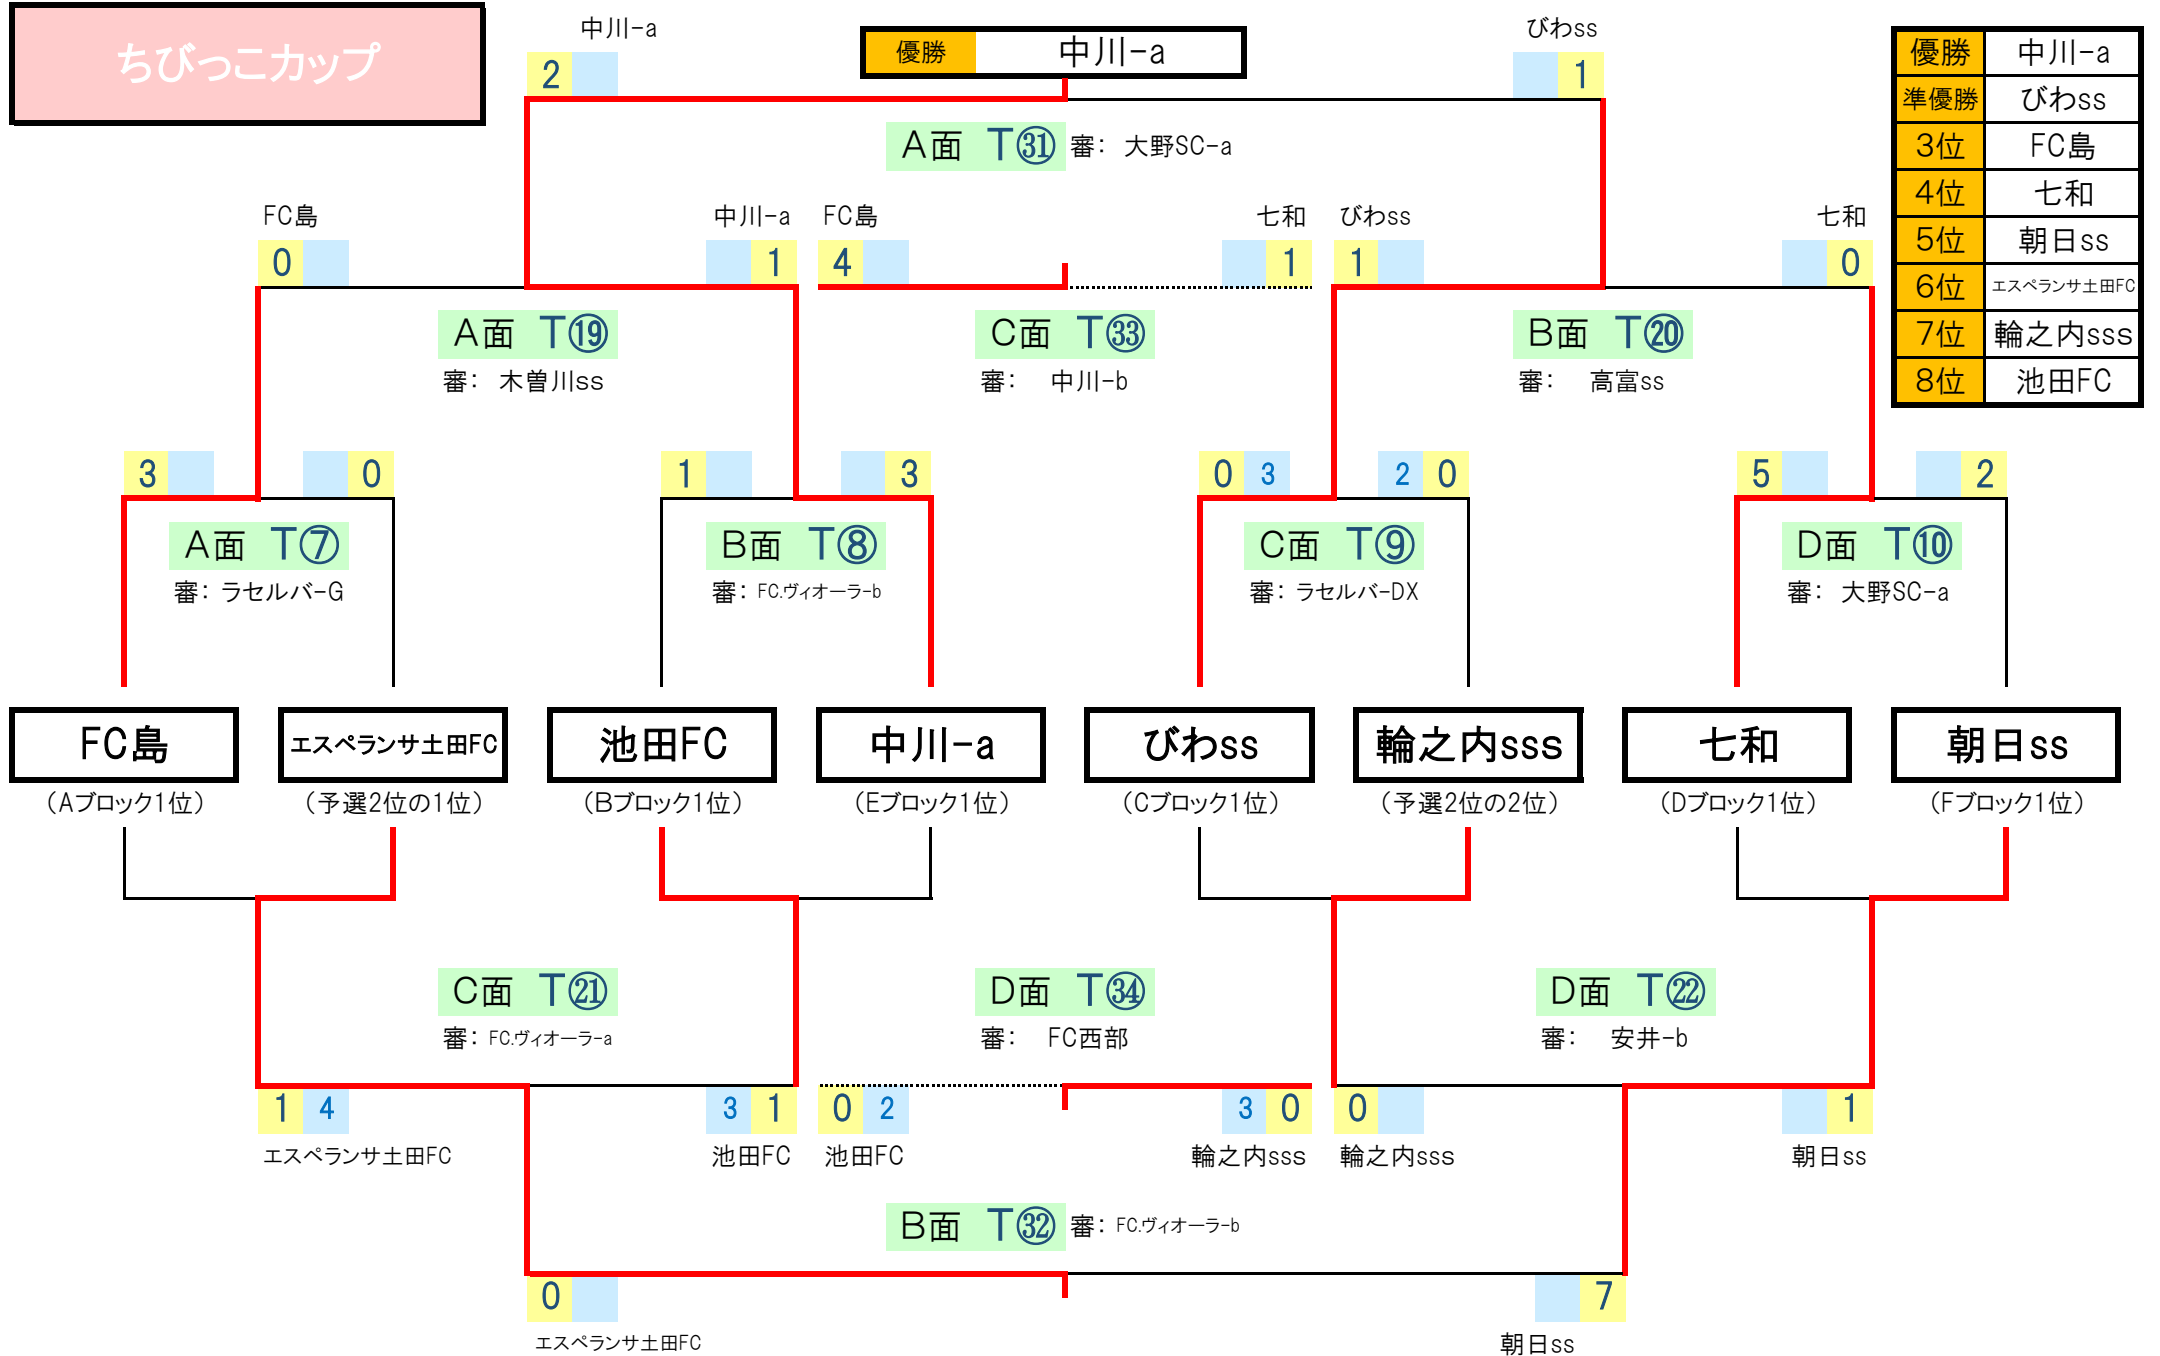 ちびっこカップ
中川-a
びわss
優勝 中川-a
2
1
A面 T㉛ 審： 大野SC-a
優勝 中川-a
準優勝 びわss
3位 FC島
4位 七和
5位 朝日ss
6位 エスペランサ土田FC
7位 輪之内sss
8位 池田FC
FC島 中川-a FC島 七和 びわss 七和
0 1 4 1 1 0
A面 T⑲ C面 T㉝ B面 T⑳
審： 木曽川ss 審： 中川-b 審： 高富ss
3 0 1 3 0 3 2 0 5 2
A面 T⑦ B面 T⑧ C面 T⑨ D面 T⑩
審： ラセルバ-G 審： FC.ヴィオーラ-b 審： ラセルバ-DX 審： 大野SC-a
FC島 エスペランサ土田FC 池田FC 中川-a びわss 輪之内sss 七和 朝日ss
（Aブロック1位） （予選2位の1位） （Bブロック1位） （Eブロック1位） （Cブロック1位） （予選2位の2位） （Dブロック1位） （Fブロック1位）
C面 T㉑ D面 T㉞ D面 T㉒
審： FC.ヴィオーラ-a 審： FC西部 審： 安井-b
1 4 3 1 0 2 3 0 0 1
エスペランサ土田FC 池田FC 池田FC 輪之内sss 輪之内sss 朝日ss
B面 T㉜ 審： FC.ヴィオーラ-b
0 7
エスペランサ土田FC 朝日ss